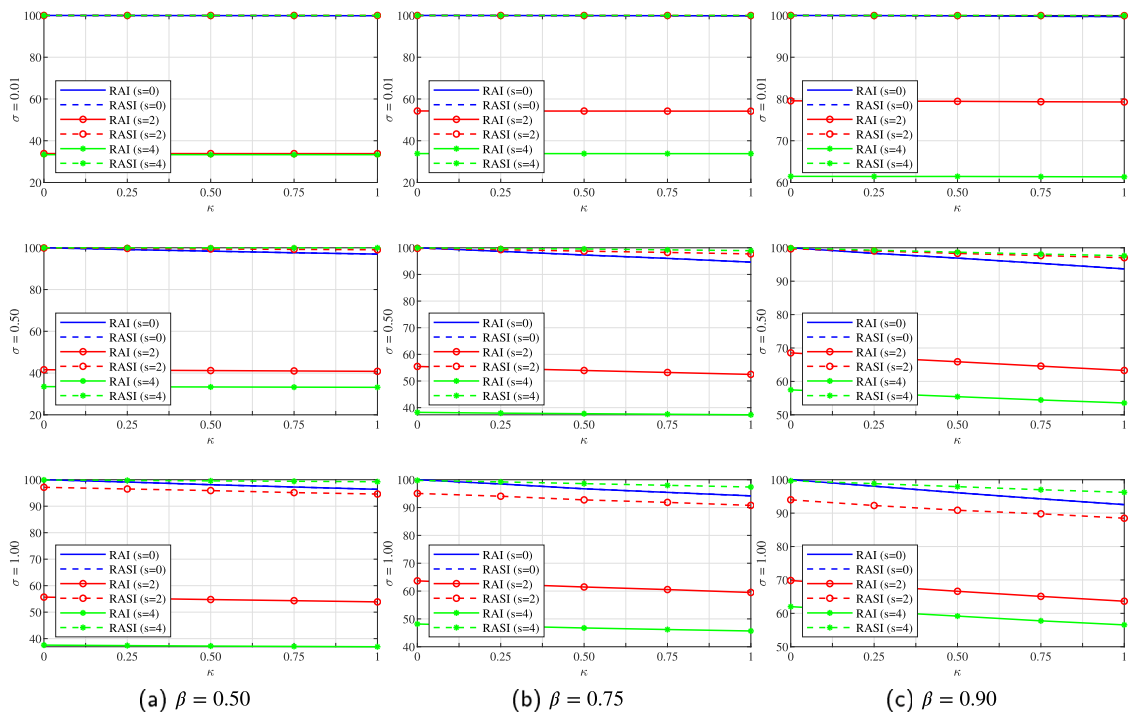 100
80
60
40
20
σ = 0.01
RAI (s=0)
RASI (s=0)
RAI (s=2)
RASI (s=2)
RAI (s=4)
RASI (s=4)
0 0.25 0.50 0.75 1
κ
100
80
60
40
20
σ = 0.01
RAI (s=0)
RASI (s=0)
RAI (s=2)
RASI (s=2)
RAI (s=4)
RASI (s=4)
0 0.25 0.50 0.75 1
κ
100
90
80
70
60
σ = 0.01
RAI (s=0)
RASI (s=0)
RAI (s=2)
RASI (s=2)
RAI (s=4)
RASI (s=4)
0 0.25 0.50 0.75 1
κ
100
80
60
40
20
σ = 0.50
RAI (s=0)
RASI (s=0)
RAI (s=2)
RASI (s=2)
RAI (s=4)
RASI (s=4)
0 0.25 0.50 0.75 1
κ
100
90
80
70
60
50
40
σ = 0.50
RAI (s=0)
RASI (s=0)
RAI (s=2)
RASI (s=2)
RAI (s=4)
RASI (s=4)
0 0.25 0.50 0.75 1
κ
100
90
80
70
60
50
σ = 0.50
RAI (s=0)
RASI (s=0)
RAI (s=2)
RASI (s=2)
RAI (s=4)
RASI (s=4)
0 0.25 0.50 0.75 1
κ
100
90
80
70
60
50
40
σ = 1.00
RAI (s=0)
RASI (s=0)
RAI (s=2)
RASI (s=2)
RAI (s=4)
RASI (s=4)
0 0.25 0.50 0.75 1
κ
100
90
80
70
60
50
40
σ = 1.00
RAI (s=0)
RASI (s=0)
RAI (s=2)
RASI (s=2)
RAI (s=4)
RASI (s=4)
0 0.25 0.50 0.75 1
κ
100
90
80
70
60
50
σ = 1.00
RAI (s=0)
RASI (s=0)
RAI (s=2)
RASI (s=2)
RAI (s=4)
RASI (s=4)
0 0.25 0.50 0.75 1
κ
(a) β = 0.50
(b) β = 0.75
(c) β = 0.90